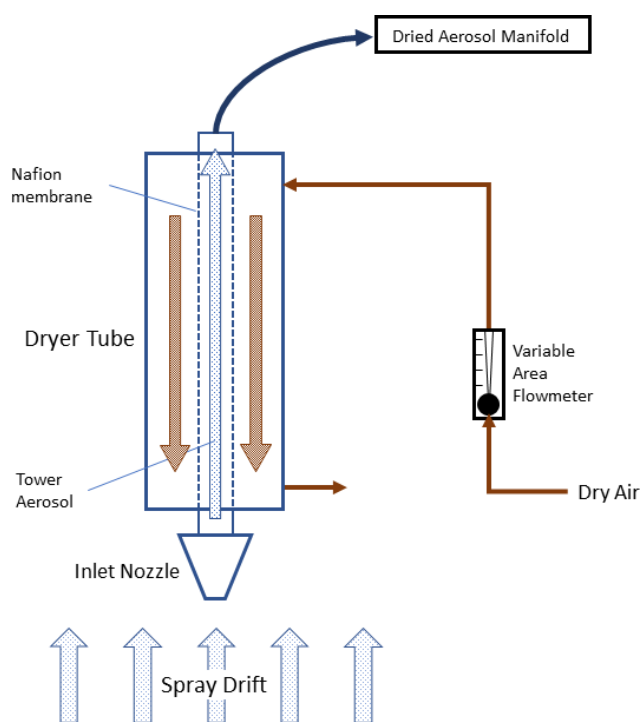 Dried Aerosol Manifold
Nafion
membrane
Dryer Tube
Variable
Area
Flowmeter
Tower
Aerosol
Dry Air
Inlet Nozzle
Spray Drift